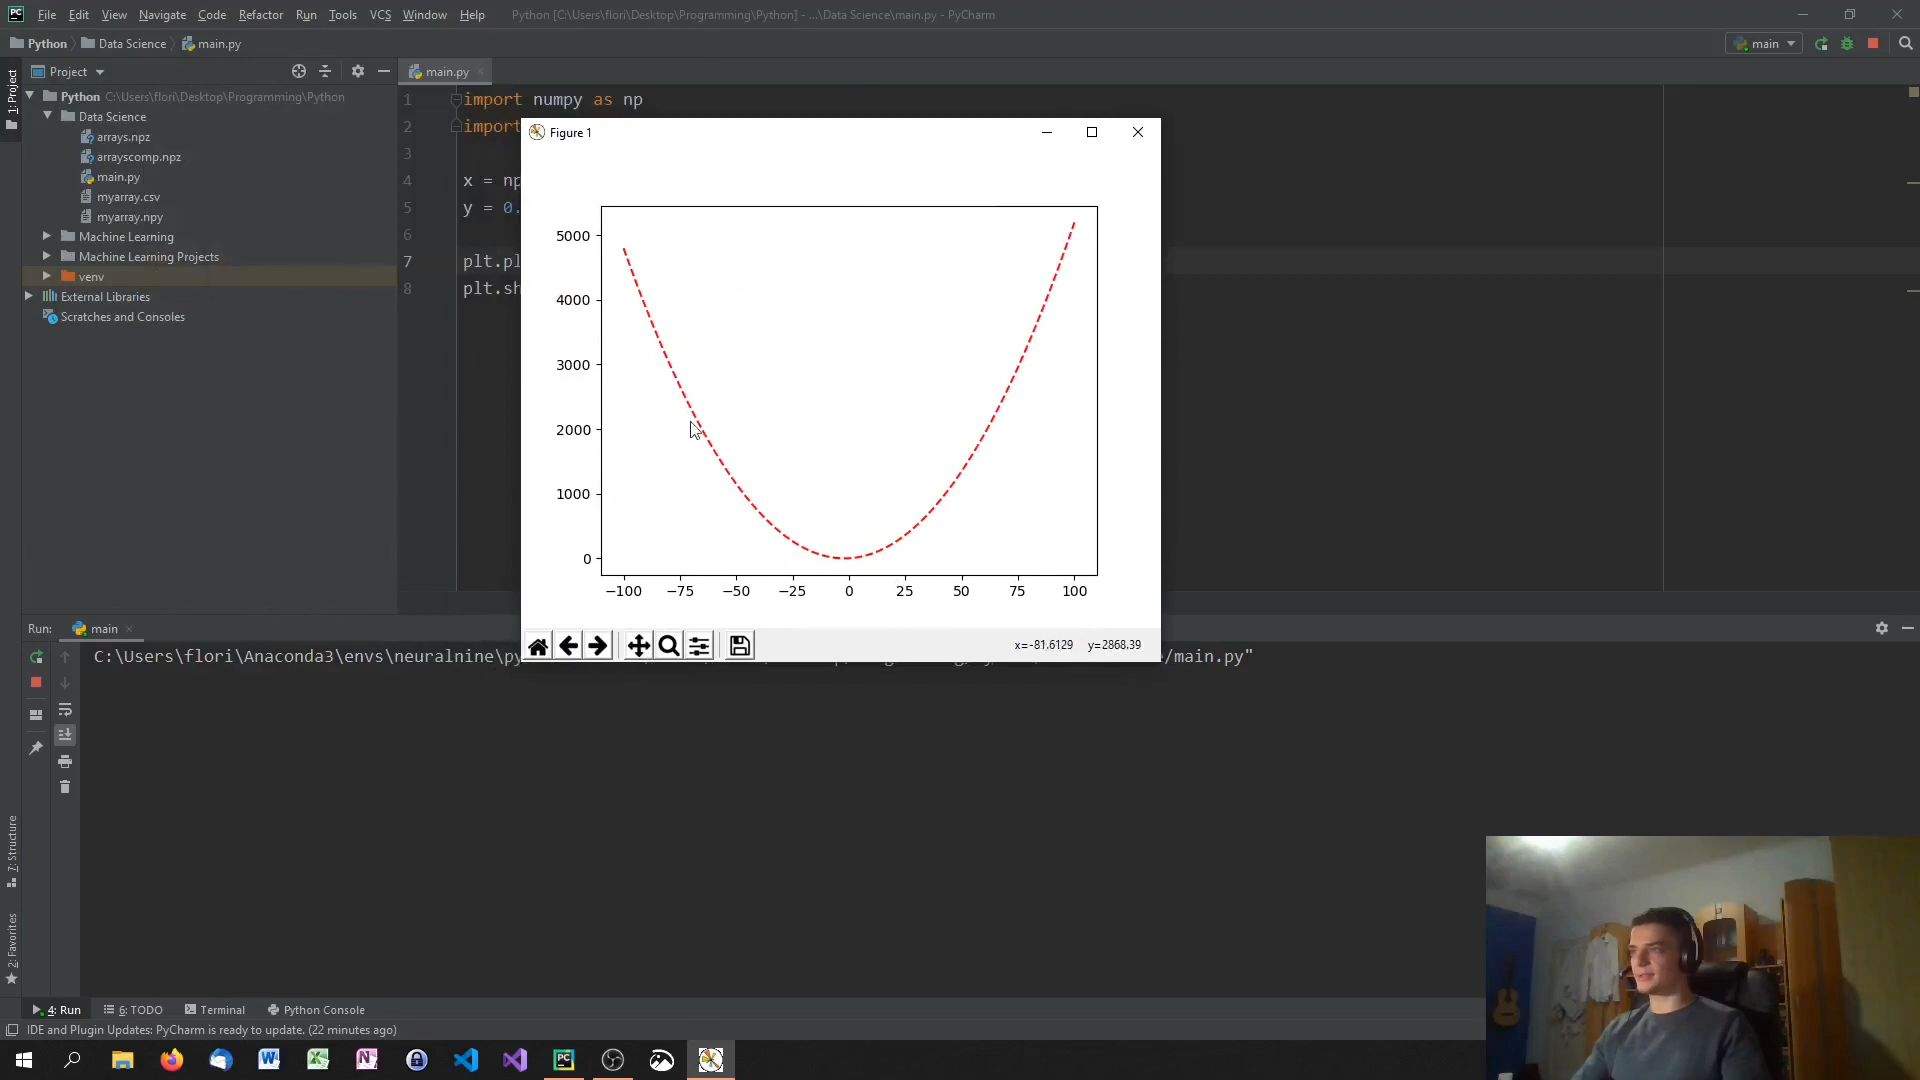 PC File Edit View Navigate Code Refactor Run Tools VCS Window Help Python [C:\Users\flori\Desktop\Programming\Python] - ...\Data Science\main.py - PyCharm
Python Data Science main.py main
1: Project
Project main.py
Python C:\Users\flori\Desktop\Programming\Python
Data Science
arrays.npz
arrayscomp.npz
main.py
myarray.csv
myarray.npy
Machine Learning
Machine Learning Projects
venv
External Libraries
Scratches and Consoles
1 import numpy as np
2 import
3
4 x = np
5 y = 0.
6
7 plt.pl
8 plt.sh
Figure 1
5000
4000
3000
2000
1000
0
−100 −75 −50 −25 0 25 50 75 100
x=-81,6129 y=2868,39
Run: main
C:\Users\flori\Anaconda3\envs\neuralnine\py
/main.py"
7: Structure
2: Favorites
4: Run 6: TODO Terminal Python Console
IDE and Plugin Updates: PyCharm is ready to update. (22 minutes ago)